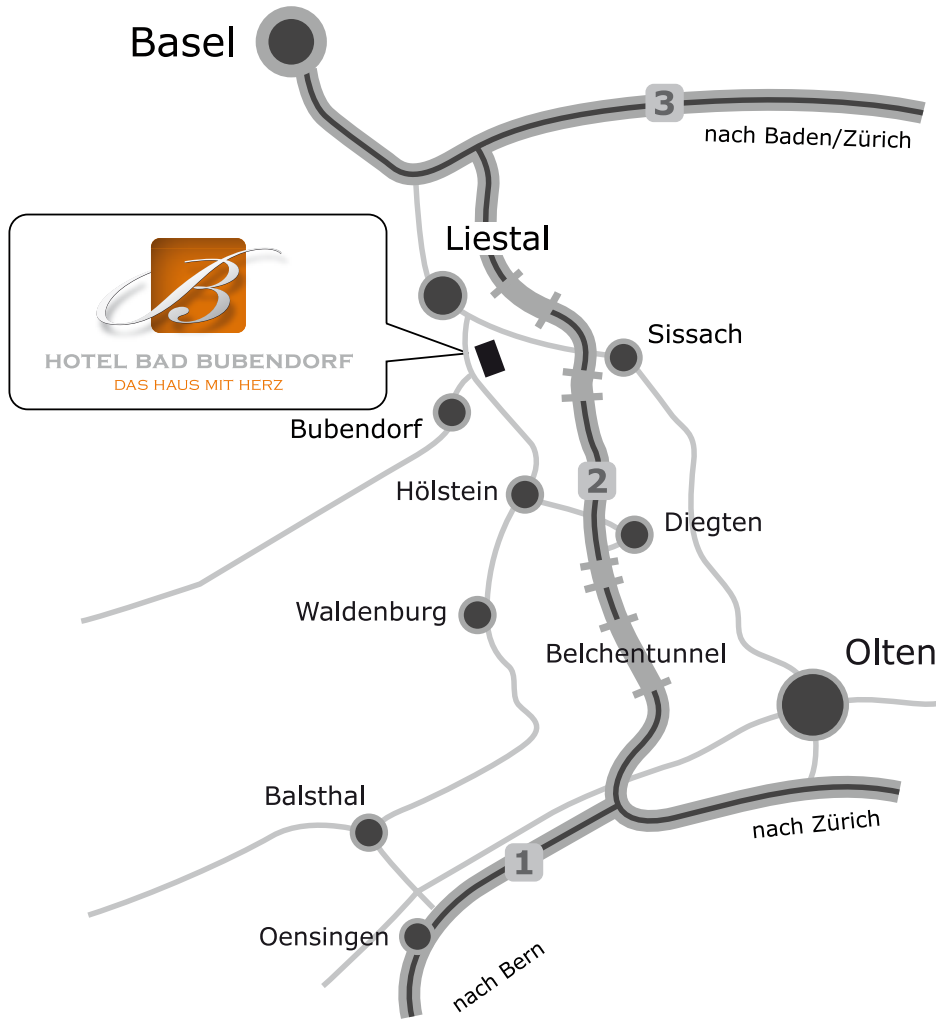 Basel
3
nach Baden/Zürich
Liestal
B
HOTEL BAD BUBENDORF
DAS HAUS MIT HERZ
Sissach
Bubendorf
Hölstein
2
Diegten
Waldenburg
Belchentunnel
Olten
Balsthal
nach Zürich
1
Oensingen
nach Bern